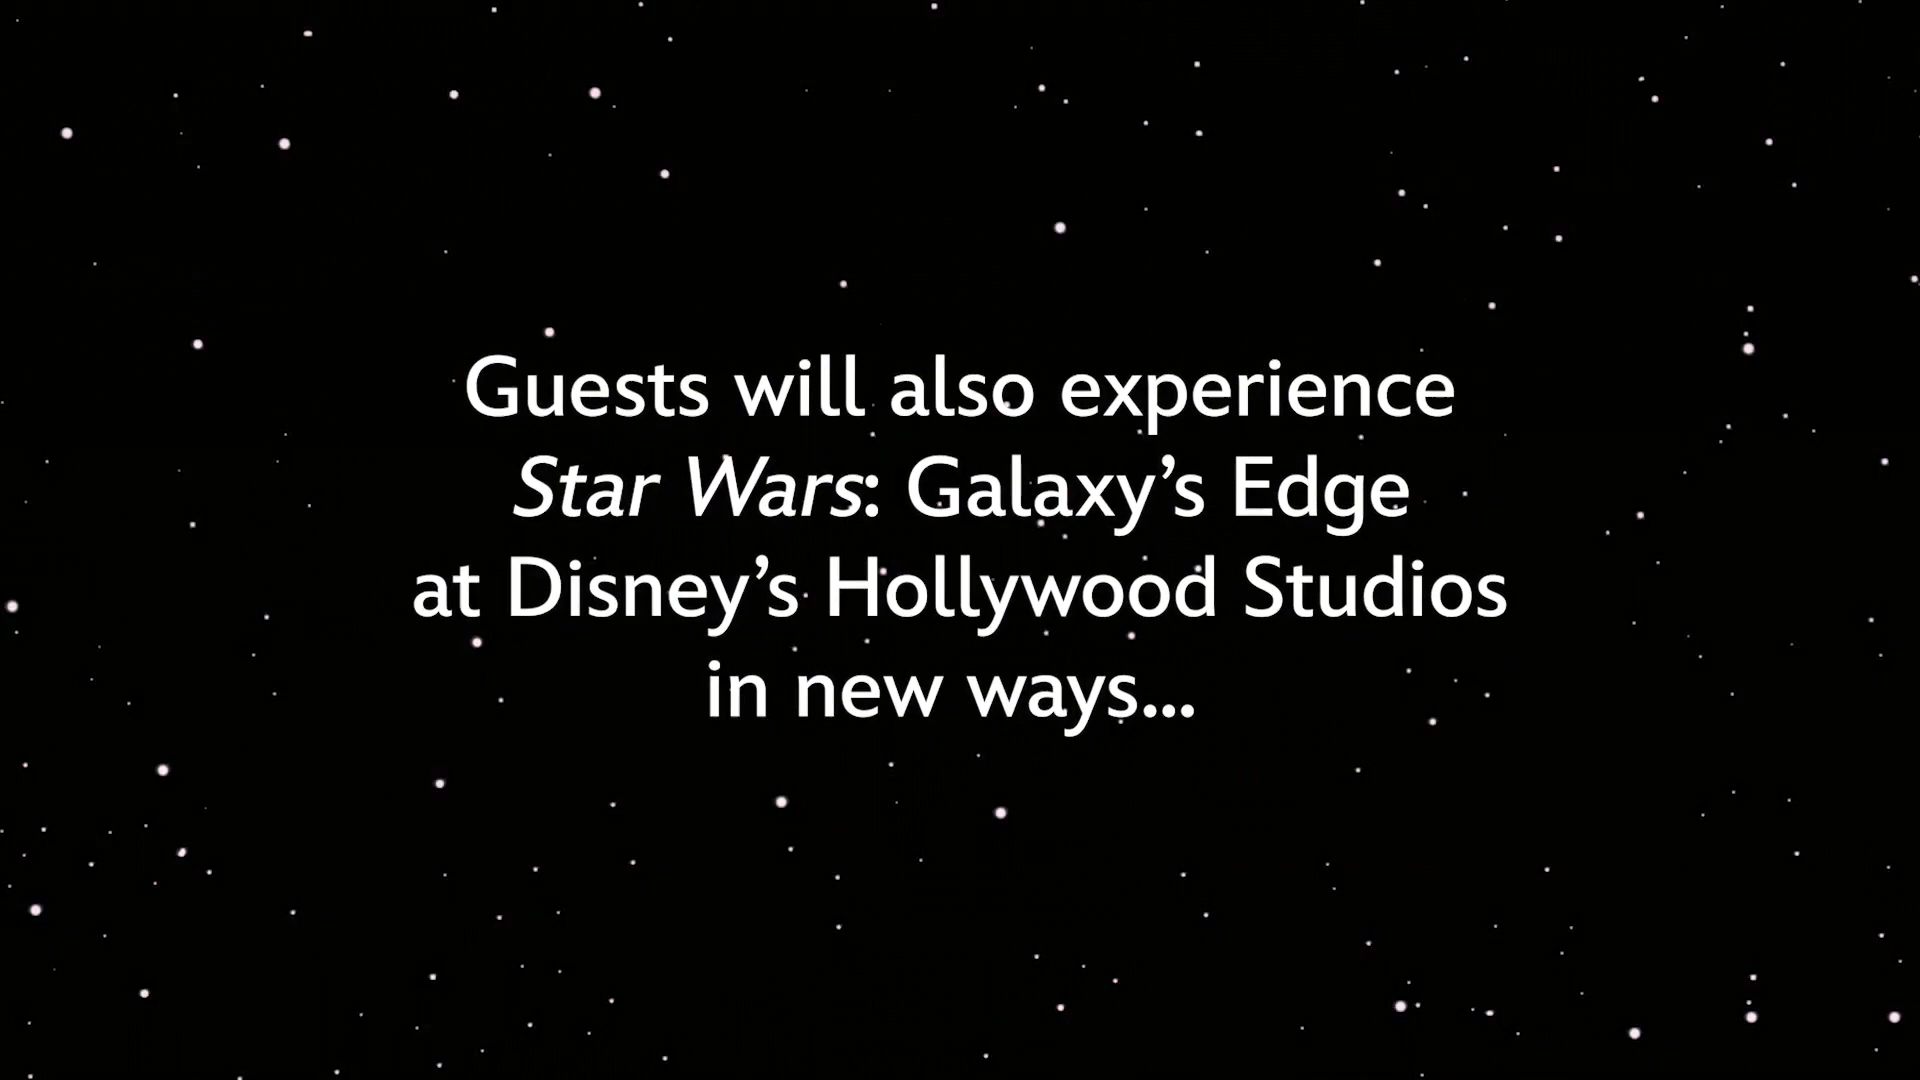 Guests will also experience
Star Wars: Galaxy’s Edge
at Disney’s Hollywood Studios
in new ways...